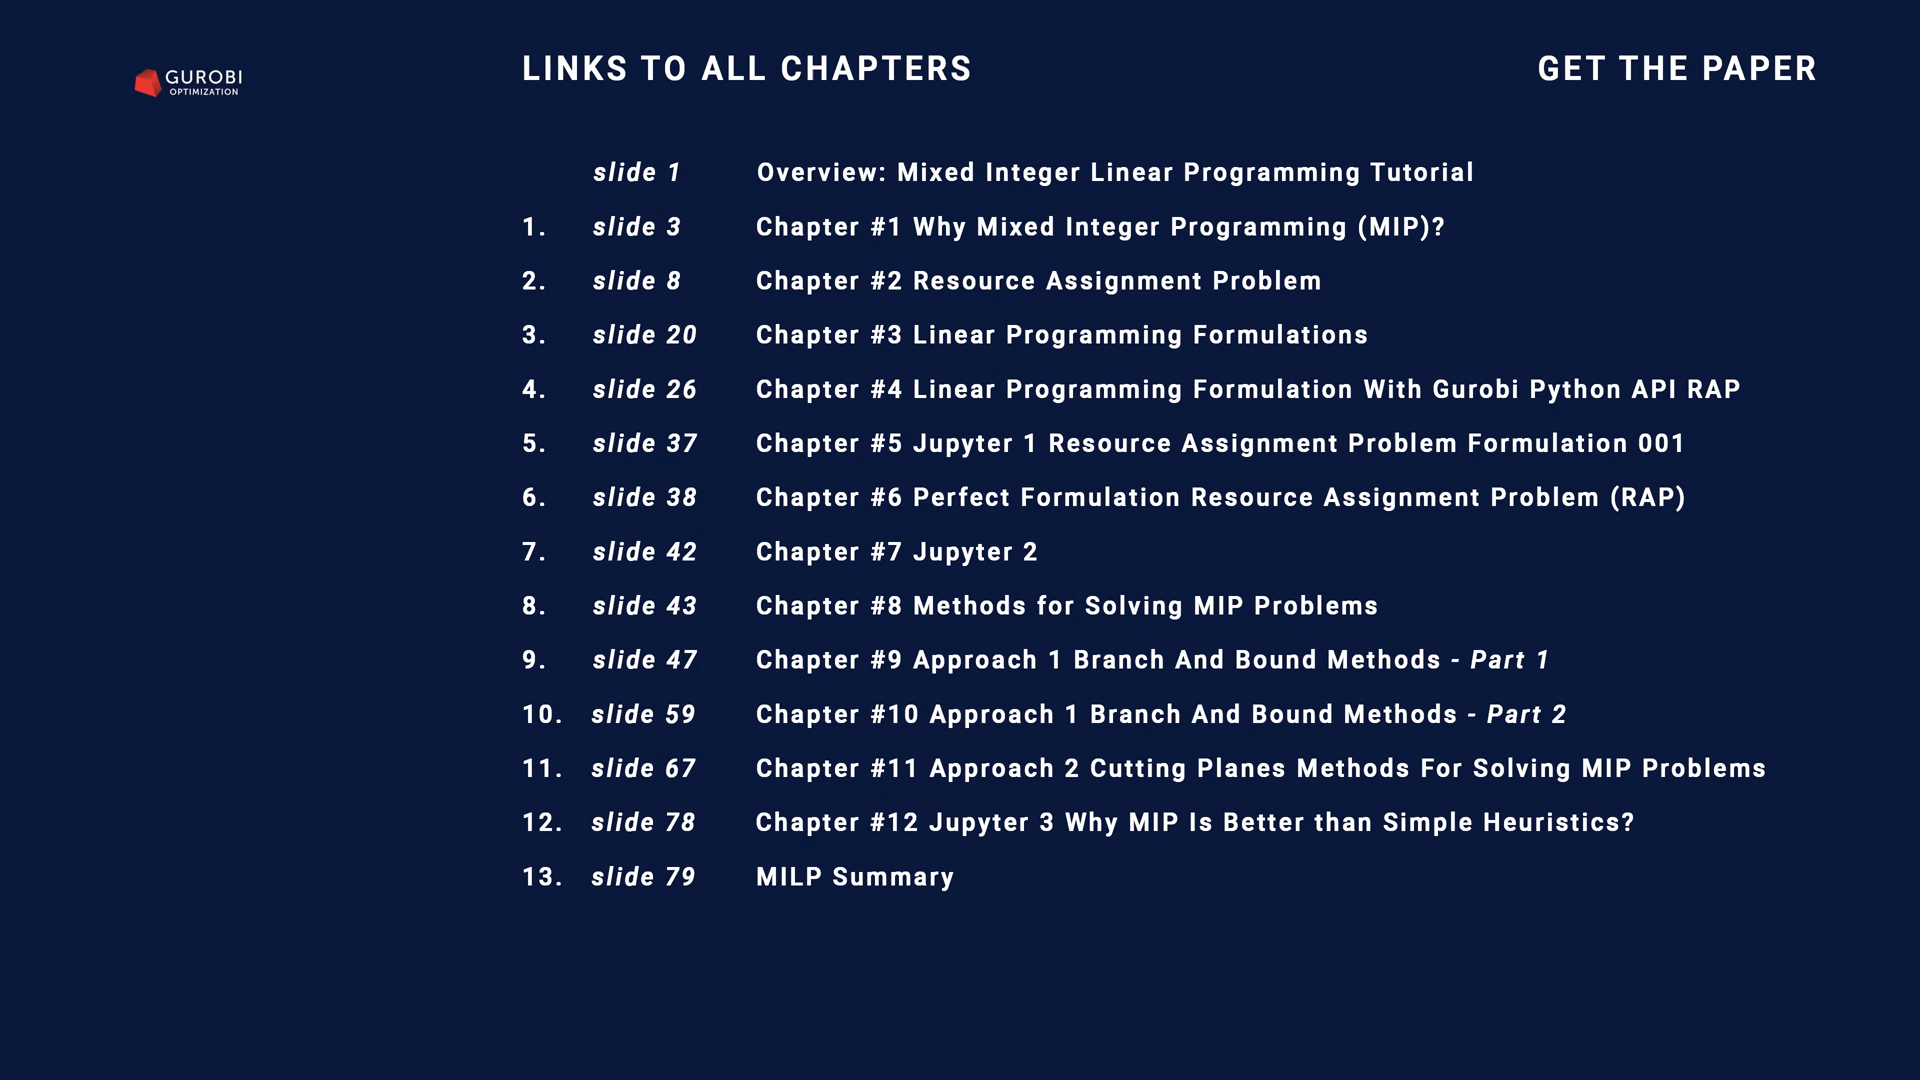 GUROBI
OPTIMIZATION
LINKS TO ALL CHAPTERS
GET THE PAPER
slide 1 Overview: Mixed Integer Linear Programming Tutorial
1. slide 3 Chapter #1 Why Mixed Integer Programming (MIP)?
2. slide 8 Chapter #2 Resource Assignment Problem
3. slide 20 Chapter #3 Linear Programming Formulations
4. slide 26 Chapter #4 Linear Programming Formulation With Gurobi Python API RAP
5. slide 37 Chapter #5 Jupyter 1 Resource Assignment Problem Formulation 001
6. slide 38 Chapter #6 Perfect Formulation Resource Assignment Problem (RAP)
7. slide 42 Chapter #7 Jupyter 2
8. slide 43 Chapter #8 Methods for Solving MIP Problems
9. slide 47 Chapter #9 Approach 1 Branch And Bound Methods - Part 1
10. slide 59 Chapter #10 Approach 1 Branch And Bound Methods - Part 2
11. slide 67 Chapter #11 Approach 2 Cutting Planes Methods For Solving MIP Problems
12. slide 78 Chapter #12 Jupyter 3 Why MIP Is Better than Simple Heuristics?
13. slide 79 MILP Summary